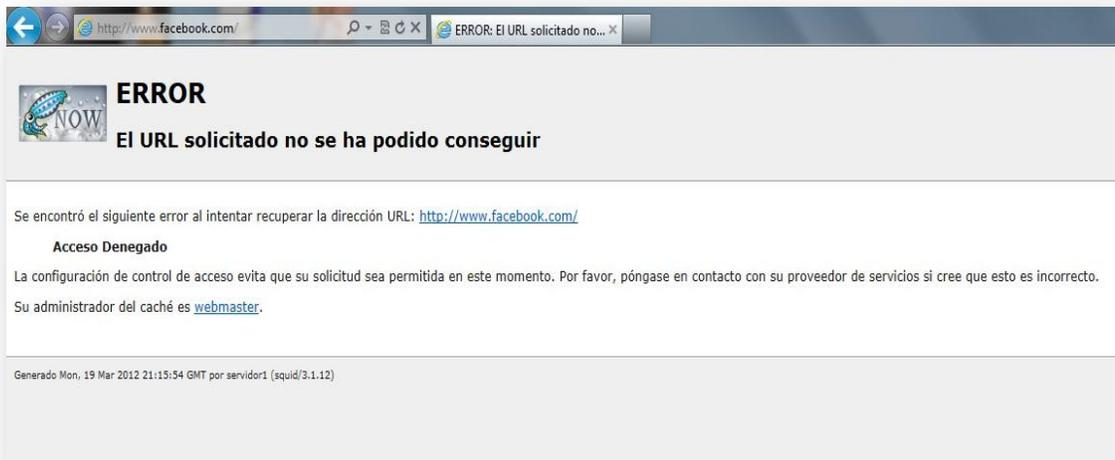 http://www.facebook.com/
ERROR: El URL solicitado no...
NOW
ERROR
El URL solicitado no se ha podido conseguir
Se encontró el siguiente error al intentar recuperar la dirección URL: http://www.facebook.com/
Acceso Denegado
La configuración de control de acceso evita que su solicitud sea permitida en este momento. Por favor, póngase en contacto con su proveedor de servicios si cree que esto es incorrecto.
Su administrador del caché es webmaster.
Generado Mon, 19 Mar 2012 21:15:54 GMT por servidor1 (squid/3.1.12)